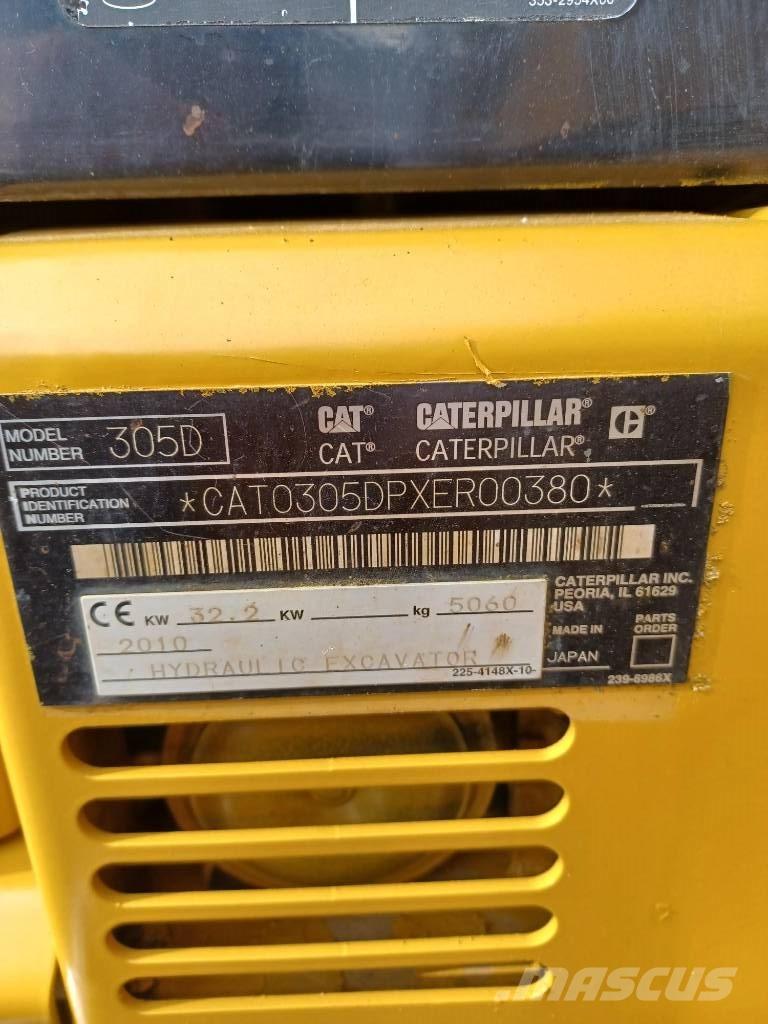 353-2954X00
MODEL NUMBER 305D
CAT® CATERPILLAR® C®
CAT® CATERPILLAR®
PRODUCT IDENTIFICATION NUMBER *CAT0305DPXER00380*
CATERPILLAR INC.
PEORIA, IL 61629
USA
CE KW 32.2 KW kg 5060
2010
HYDRAULIC EXCAVATOR
225-4148X-10
MADE IN JAPAN
PARTS ORDER
239-6986X
MASCUS